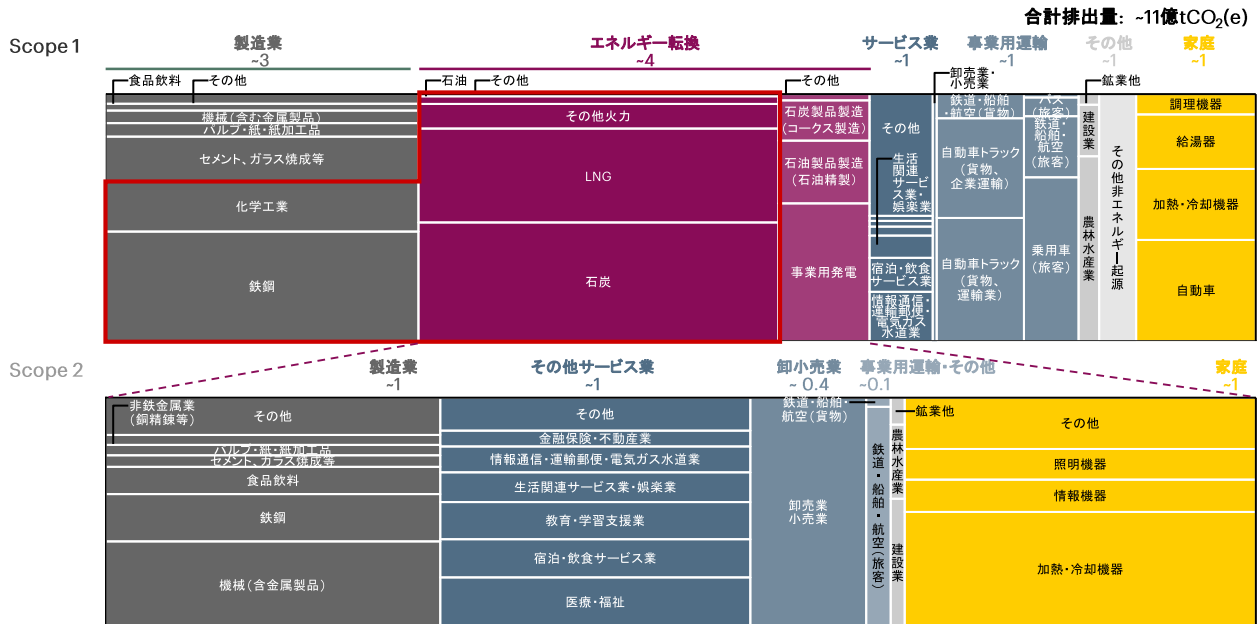 合計排出量: ~11億tCO2(e)
Scope 1
製造業
~3
エネルギー転換
~4
サービス業
~1
事業用運輸
~1
その他
~1
家庭
~1
食品飲料
その他
石油
その他
その他
卸売業・
小売業
鉱業他
機械(含む金属製品)
パルプ・紙・紙加工品
セメント、ガラス焼成等
化学工業
鉄鋼
その他火力
LNG
石炭
石炭製品製造
(コークス製造)
石油製品製造
(石油精製)
事業用発電
その他
生活
関連
サービ
ス業・
娯楽業
宿泊・飲食
サービス業
情報通信・
運輸郵便・
電気ガス
水道業
鉄道・船舶
・航空(貨物)
自動車トラック
(貨物、
企業運輸)
自動車トラック
(貨物、
運輸業)
バス
(旅客)
鉄道・
船舶・
航空
(旅客)
乗用車
(旅客)
建設業
農林水産業
その他非エネルギー起源
調理機器
給湯器
加熱・冷却機器
自動車
Scope 2
製造業
~1
その他サービス業
~1
卸小売業
~ 0.4
事業用運輸・その他
~0.1
家庭
~1
非鉄金属業
(銅精錬等)
その他
パルプ・紙・紙加工品
セメント、ガラス焼成等
食品飲料
鉄鋼
機械(含金属製品)
その他
金融保険・不動産業
情報通信・運輸郵便・電気ガス水道業
生活関連サービス業・娯楽業
教育・学習支援業
宿泊・飲食サービス業
医療・福祉
鉄道・船舶・
航空(貨物)
卸売業
小売業
鉄道・船舶・航空(旅客)
鉱業他
農林水産業
建設業
その他
照明機器
情報機器
加熱・冷却機器